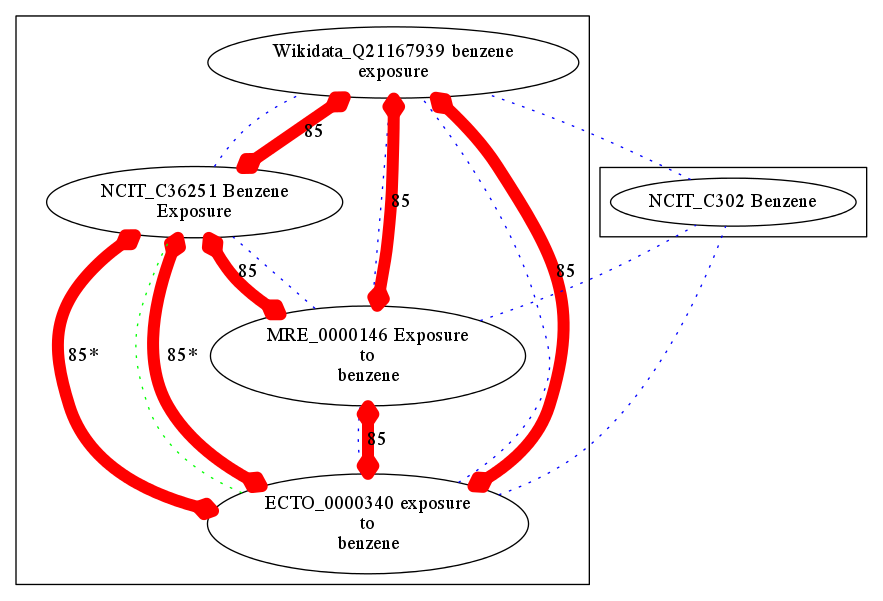 Wikidata_Q21167939 benzene
exposure
85
NCIT_C36251 Benzene
Exposure
85
NCIT_C302 Benzene
85
85
MRE_0000146 Exposure
to
benzene
85*
85*
85
ECTO_0000340 exposure
to
benzene